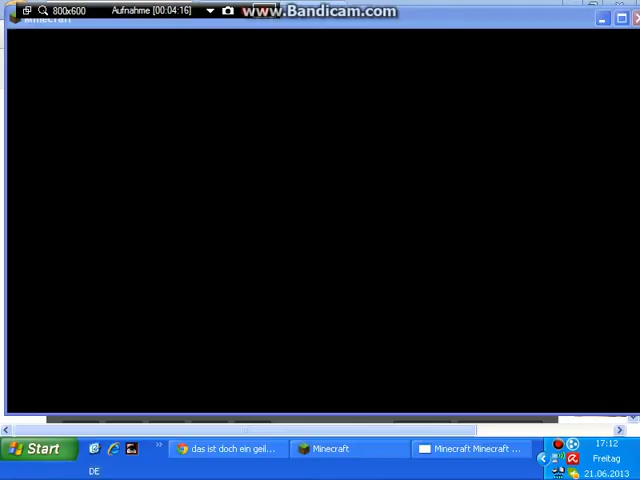 800x600
Aufnahme [00:04:16]
www.Bandicam.com
Minecraft
Start
das ist doch ein geil...
Minecraft
Minecraft Minecraft ...
17:12
DE
Freitag
21.06.2013